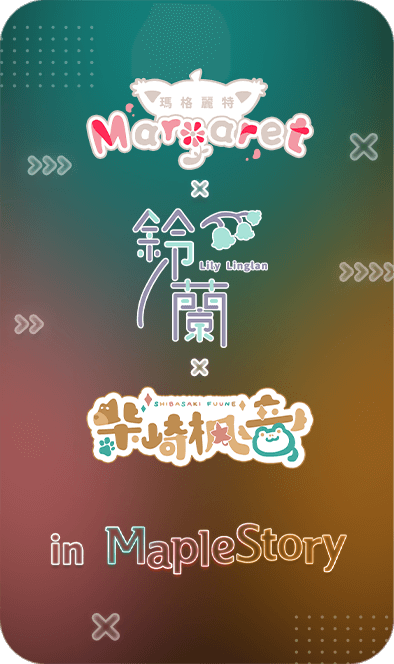 瑪格麗特
Margaret
×
鈴蘭
Lily Linglan
×
SHIBASAKI FUUNE
柴崎楓音
in MapleStory